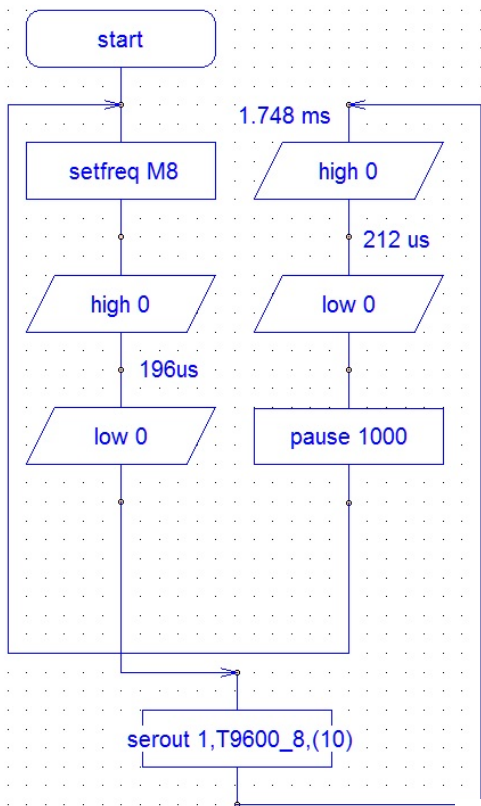 start
setfreq M8
high 0
196us
low 0
serout 1,T9600_8,(10)
1.748 ms
high 0
212 us
low 0
pause 1000